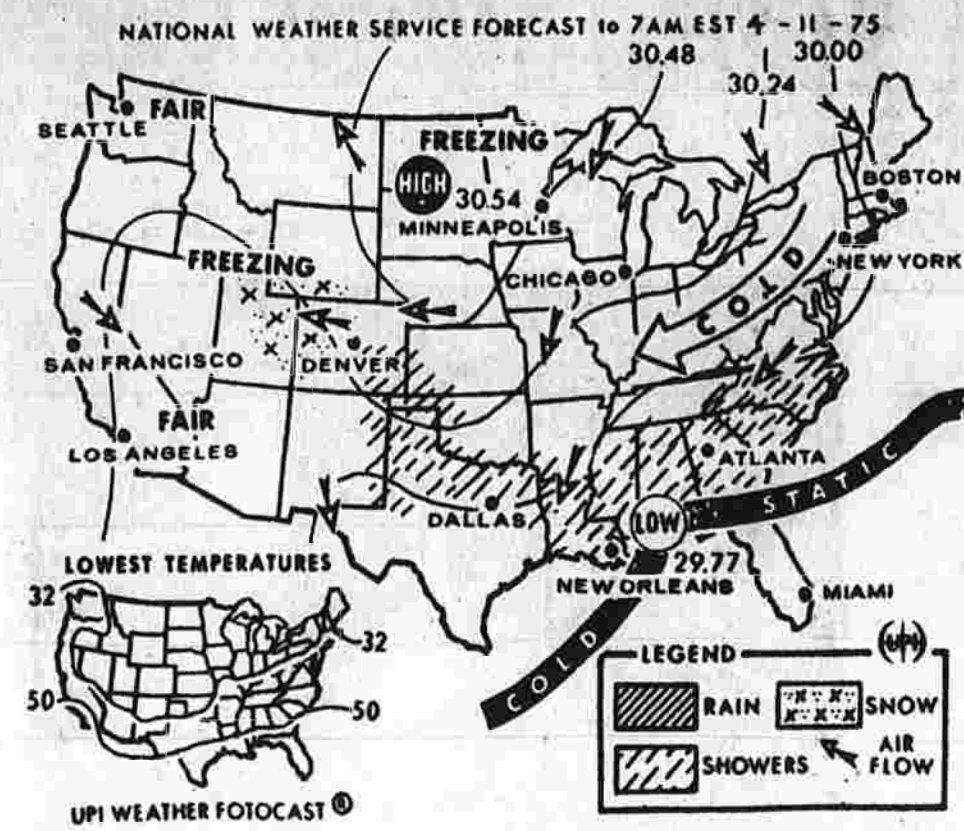 NATIONAL WEATHER SERVICE FORECAST to 7AM EST 4 - 11 - 75
30.48
30.00
30.24
SEATTLE
FAIR
FREEZING
HIGH
30.54
MINNEAPOLIS
BOSTON
NEW YORK
FREEZING
CHICAGO
COLD
SAN FRANCISCO
DENVER
FAIR
LOS ANGELES
ATLANTA
STATIC
DALLAS
LOW
29.77
NEW ORLEANS
MIAMI
COLD
LOWEST TEMPERATURES
32
32
50
50
UPI WEATHER FOTOCAST ®
UPI
LEGEND
RAIN
SNOW
SHOWERS
AIR
FLOW